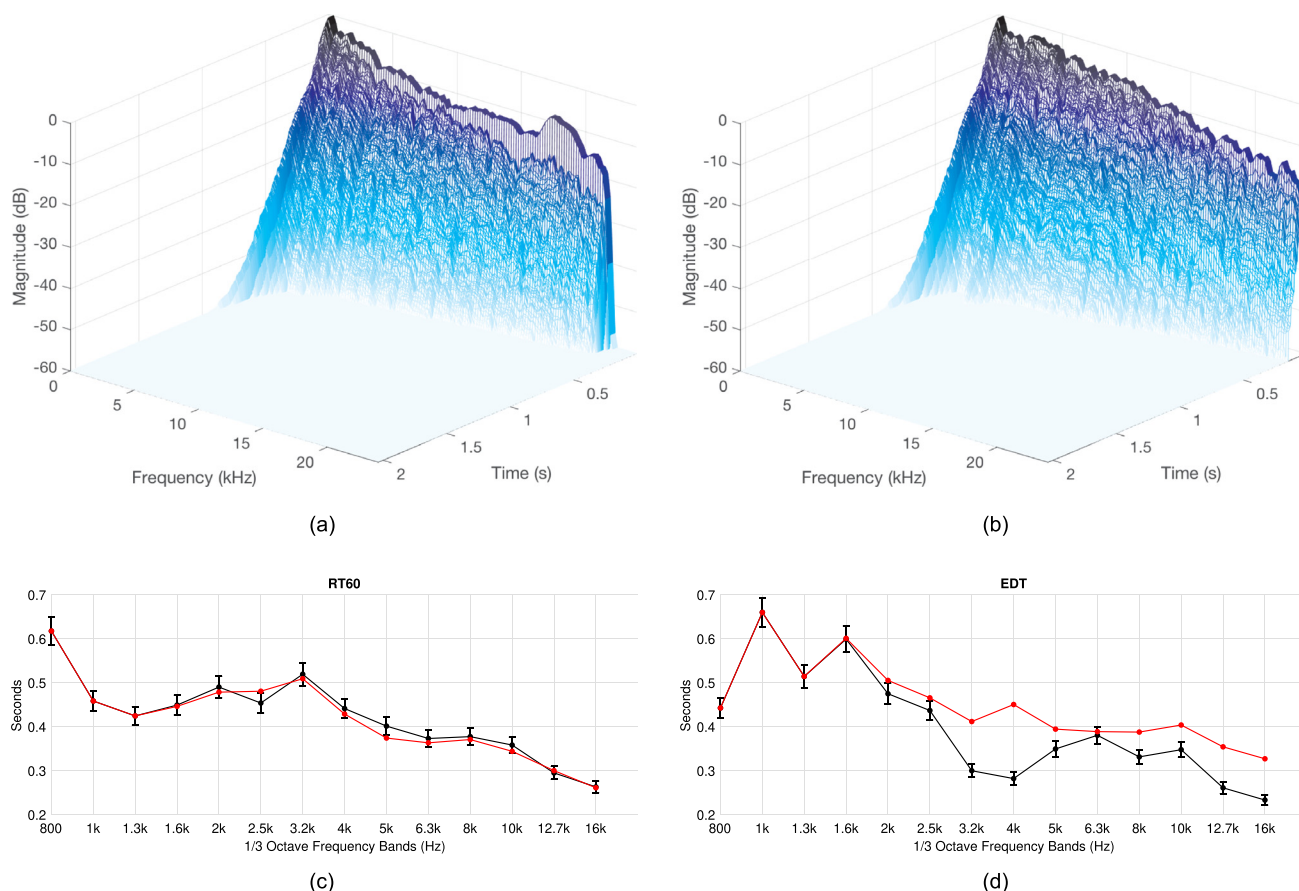 0
-10
-20
-30
-40
-50
-60
Magnitude (dB)
0
5
10
15
20
Frequency (kHz)
0.5
1
1.5
2
Time (s)
(a)
0
-10
-20
-30
-40
-50
-60
Magnitude (dB)
0
5
10
15
20
Frequency (kHz)
0.5
1
1.5
2
Time (s)
(b)
RT60
0.7
0.6
0.5
0.4
0.3
0.2
Seconds
800 1k 1.3k 1.6k 2k 2.5k 3.2k 4k 5k 6.3k 8k 10k 12.7k 16k
1/3 Octave Frequency Bands (Hz)
(c)
EDT
0.7
0.6
0.5
0.4
0.3
0.2
Seconds
800 1k 1.3k 1.6k 2k 2.5k 3.2k 4k 5k 6.3k 8k 10k 12.7k 16k
1/3 Octave Frequency Bands (Hz)
(d)